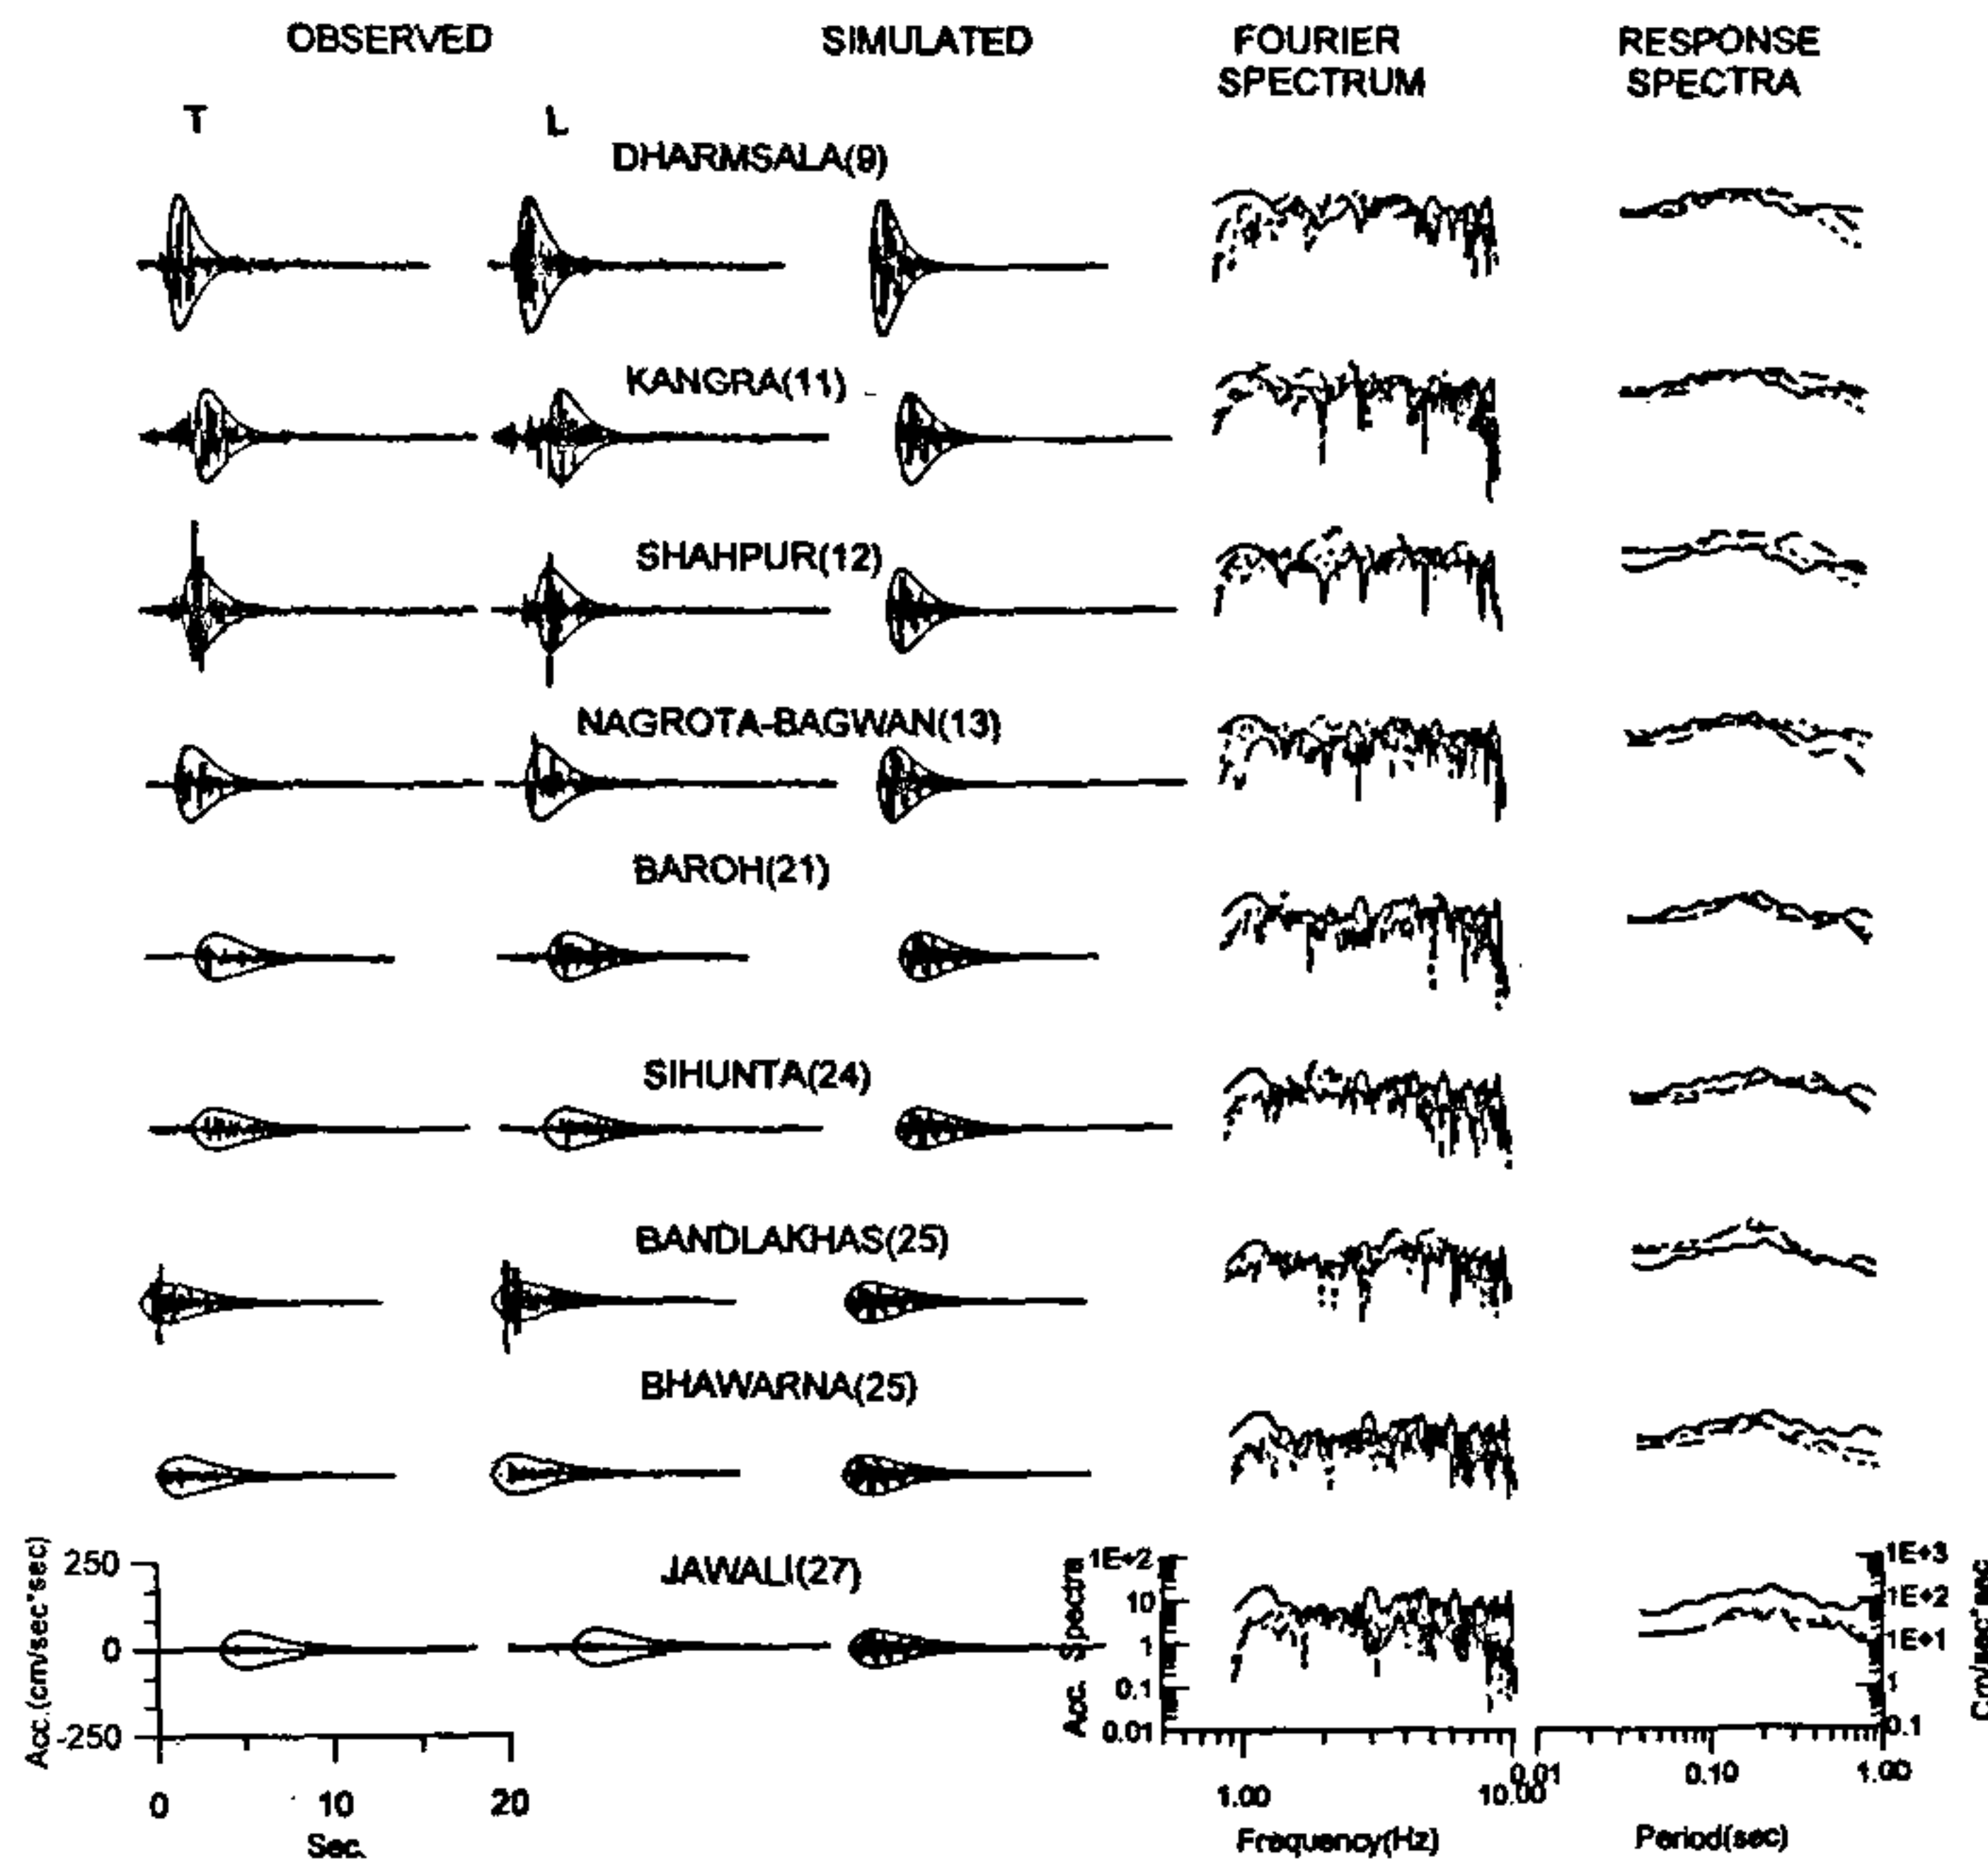 OBSERVED
SIMULATED
FOURIER
SPECTRUM
RESPONSE
SPECTRA
T
L
DHARMSALA(9)
KANGRA(11)
SHAHPUR(12)
NAGROTA-BAGWAN(13)
BAROH(21)
SIHUNTA(24)
BANDLAKHAS(25)
BHAWARNA(25)
JAWALI(27)
Acc.(cm/sec*sec)
250
0
-250
0
10
20
Sec.
Acc. Spectra
1E+2
10
1
0.1
0.01
1.00
10.00
Frequency(Hz)
0.01
0.10
1.00
Period(sec)
1E+3
1E+2
1E+1
1
0.1